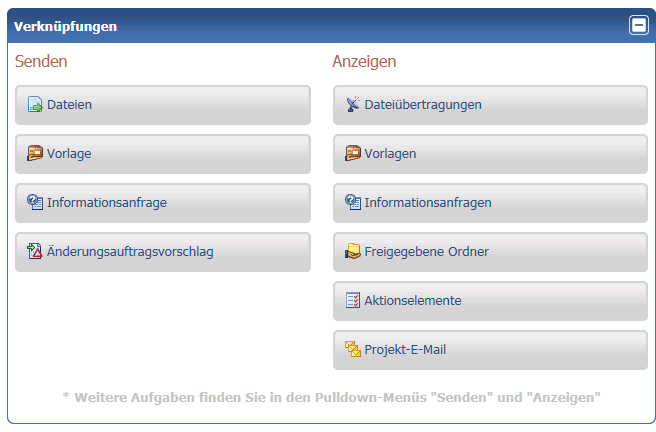 Verknüpfungen
Senden
Dateien
Vorlage
Informationsanfrage
Änderungsauftragsvorschlag
Anzeigen
Dateiübertragungen
Vorlagen
Informationsanfragen
Freigegebene Ordner
Aktionselemente
Projekt-E-Mail
* Weitere Aufgaben finden Sie in den Pulldown-Menüs "Senden" und "Anzeigen"